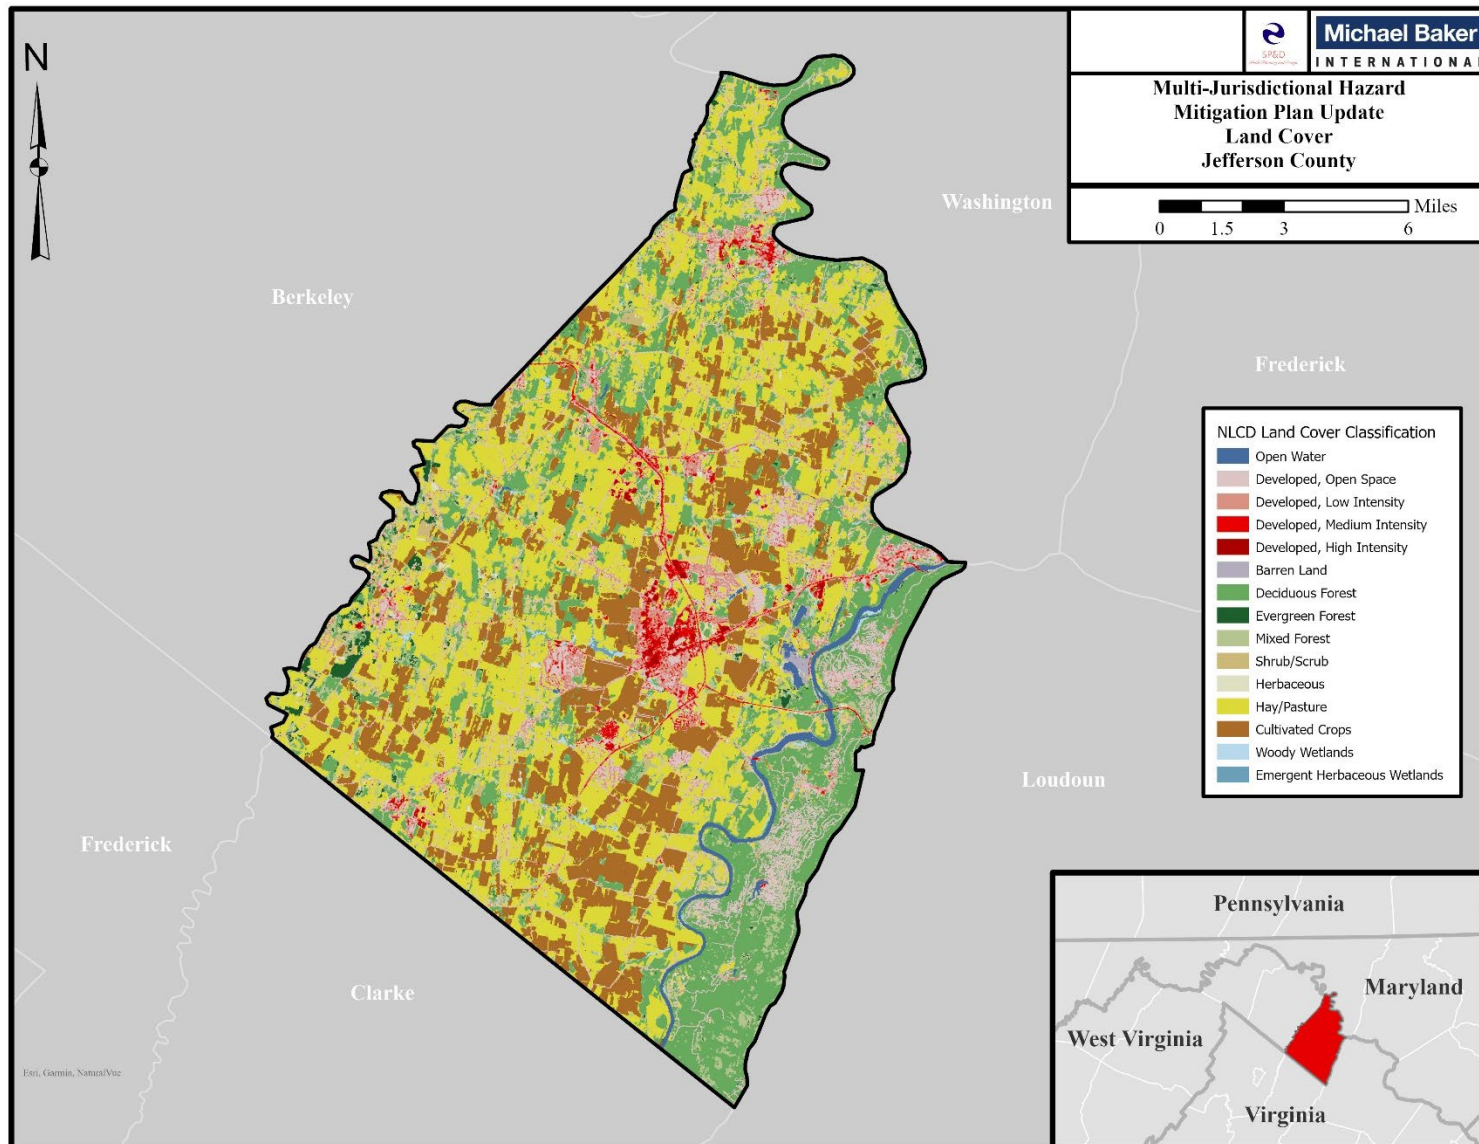 N
SP&D
Michael Baker
INTERNATIONAL
Multi-Jurisdictional Hazard
Mitigation Plan Update
Land Cover
Jefferson County
Miles
0 1.5 3 6
Washington
Berkeley
Frederick
NLCD Land Cover Classification
Open Water
Developed, Open Space
Developed, Low Intensity
Developed, Medium Intensity
Developed, High Intensity
Barren Land
Deciduous Forest
Evergreen Forest
Mixed Forest
Shrub/Scrub
Herbaceous
Hay/Pasture
Cultivated Crops
Woody Wetlands
Emergent Herbaceous Wetlands
Loudoun
Frederick
Clarke
Esri, Garmin, NaturalVue
Pennsylvania
Maryland
West Virginia
Virginia